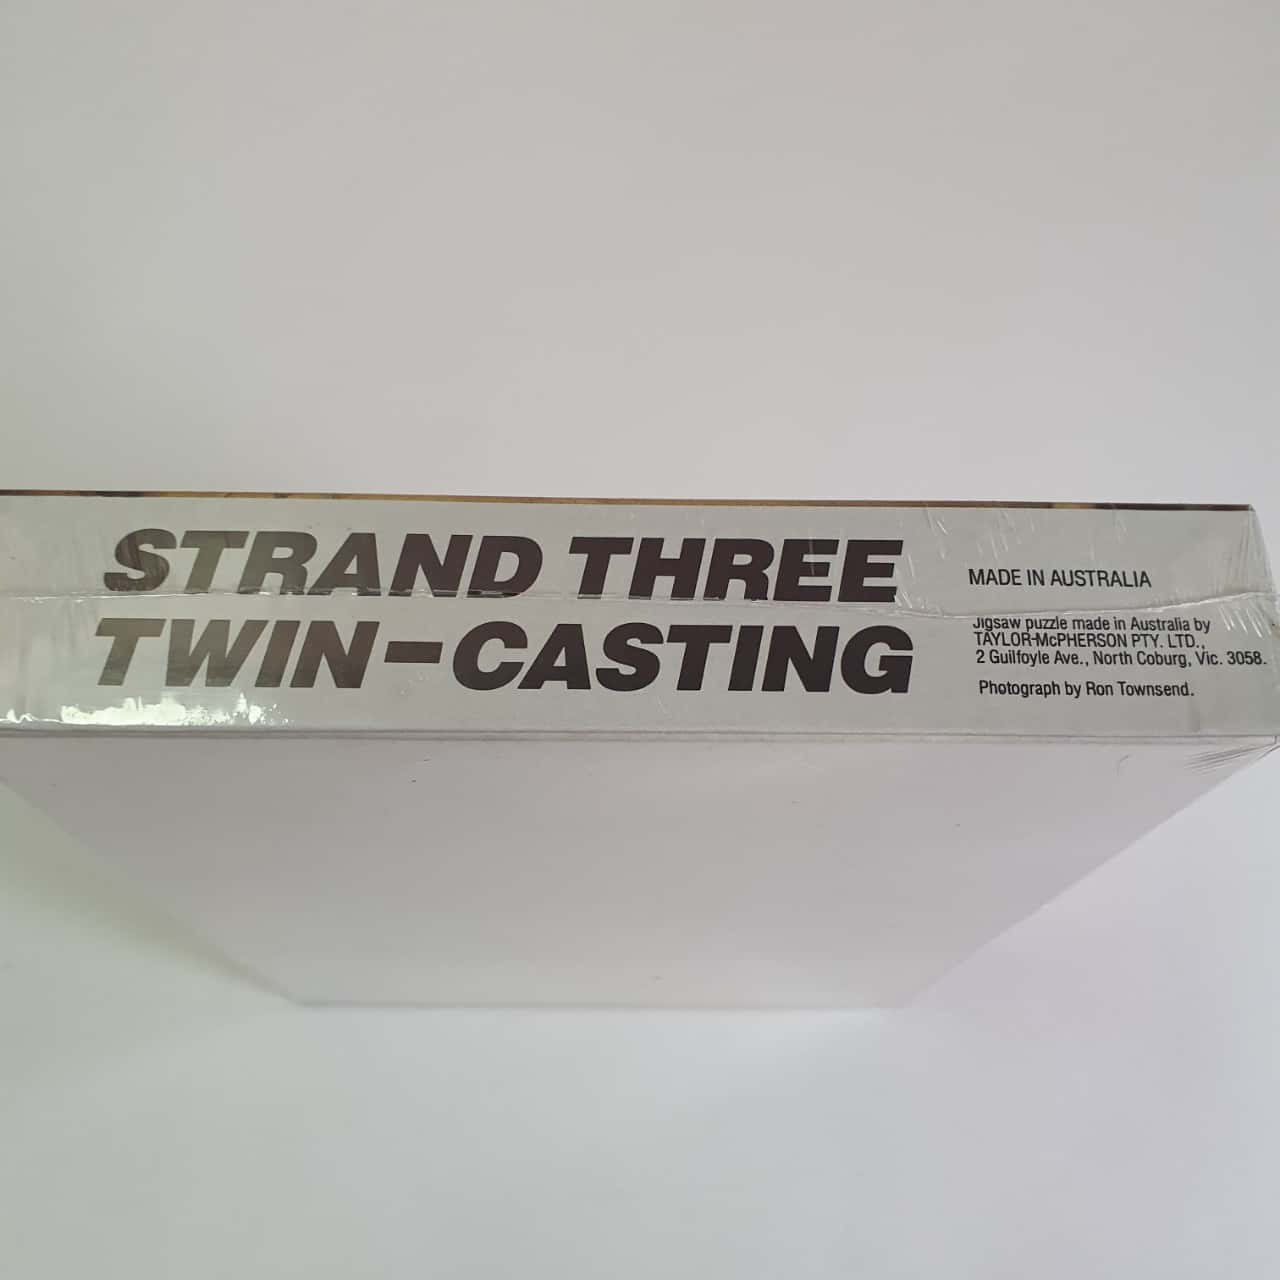 STRAND THREE
TWIN-CASTING
MADE IN AUSTRALIA
Jigsaw puzzle made in Australia by
TAYLOR-McPHERSON PTY. LTD.,
2 Guilfoyle Ave., North Coburg, Vic. 3058.
Photograph by Ron Townsend.